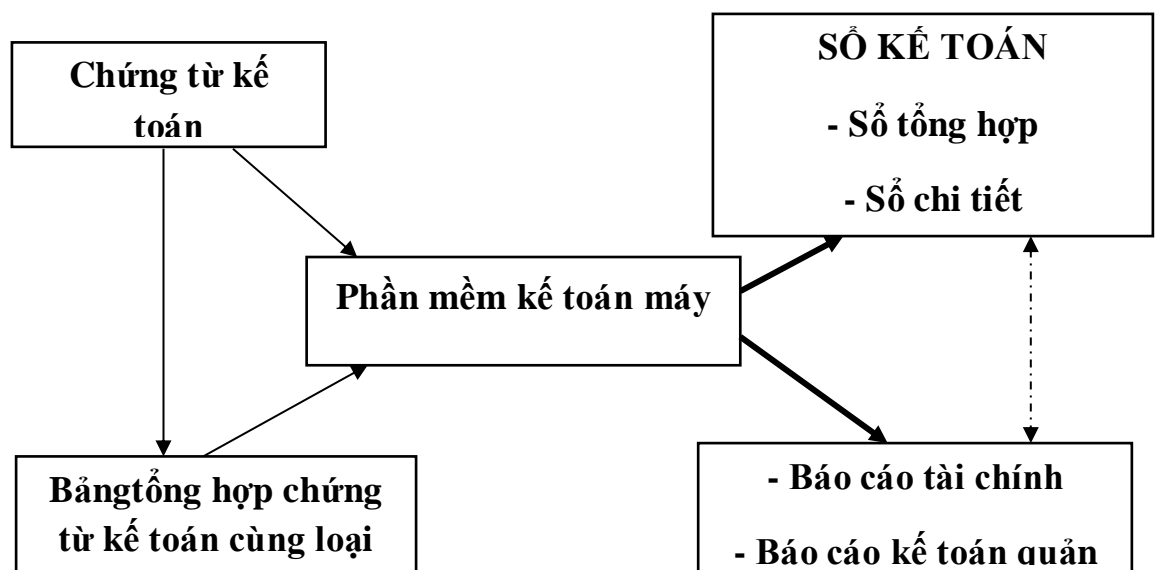 Chứng từ kế
toán
SỔ KẾ TOÁN
- Sổ tổng hợp
- Sổ chi tiết
Phần mềm kế toán máy
Bảngtổng hợp chứng
từ kế toán cùng loại
- Báo cáo tài chính
- Báo cáo kế toán quản